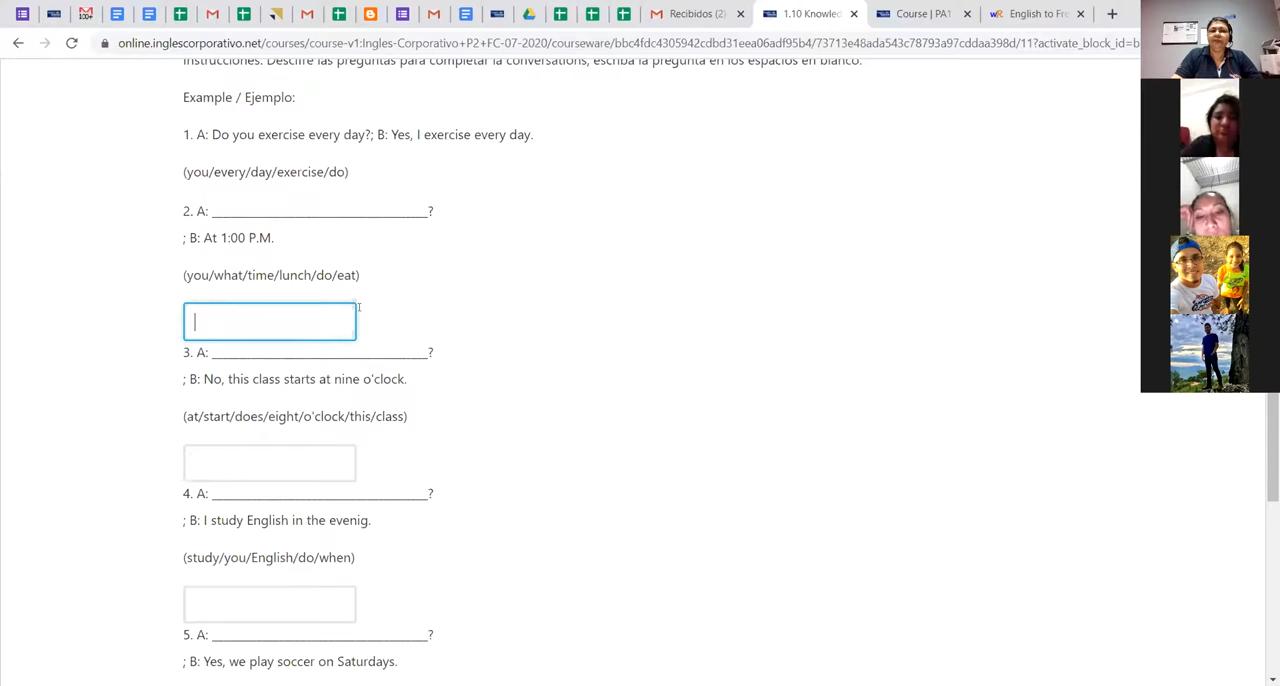 Recibidos (2)
1.10 Knowled
Course | PA1
English to Fre
online.inglescorporativo.net/courses/course-v1:Ingles-Corporativo+P2+FC-07-2020/courseware/bbc4fdc4305942cdbd31eea06adf95b4/73713e48ada543c78793a97cddaa398d/11?activate_block_id=b
Instrucciones: Descifre las preguntas para completar la conversations, escriba la pregunta en los espacios en blanco.
Example / Ejemplo:
1. A: Do you exercise every day?; B: Yes, I exercise every day.
(you/every/day/exercise/do)
2. A: ______________________________?
; B: At 1:00 P.M.
(you/what/time/lunch/do/eat)
3. A: ______________________________?
; B: No, this class starts at nine o'clock.
(at/start/does/eight/o'clock/this/class)
4. A: ______________________________?
; B: I study English in the evenig.
(study/you/English/do/when)
5. A: ______________________________?
; B: Yes, we play soccer on Saturdays.